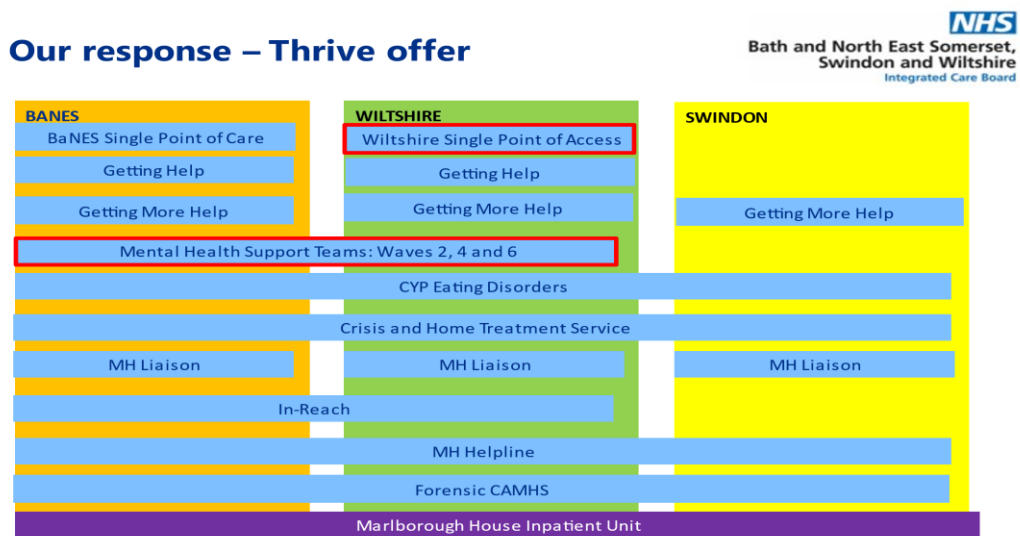 Our response – Thrive offer
NHS
Bath and North East Somerset,
Swindon and Wiltshire
Integrated Care Board
BANES
WILTSHIRE
SWINDON
BaNES Single Point of Care
Wiltshire Single Point of Access
Getting Help
Getting Help
Getting More Help
Getting More Help
Getting More Help
Mental Health Support Teams: Waves 2, 4 and 6
CYP Eating Disorders
Crisis and Home Treatment Service
MH Liaison
MH Liaison
MH Liaison
In-Reach
MH Helpline
Forensic CAMHS
Marlborough House Inpatient Unit